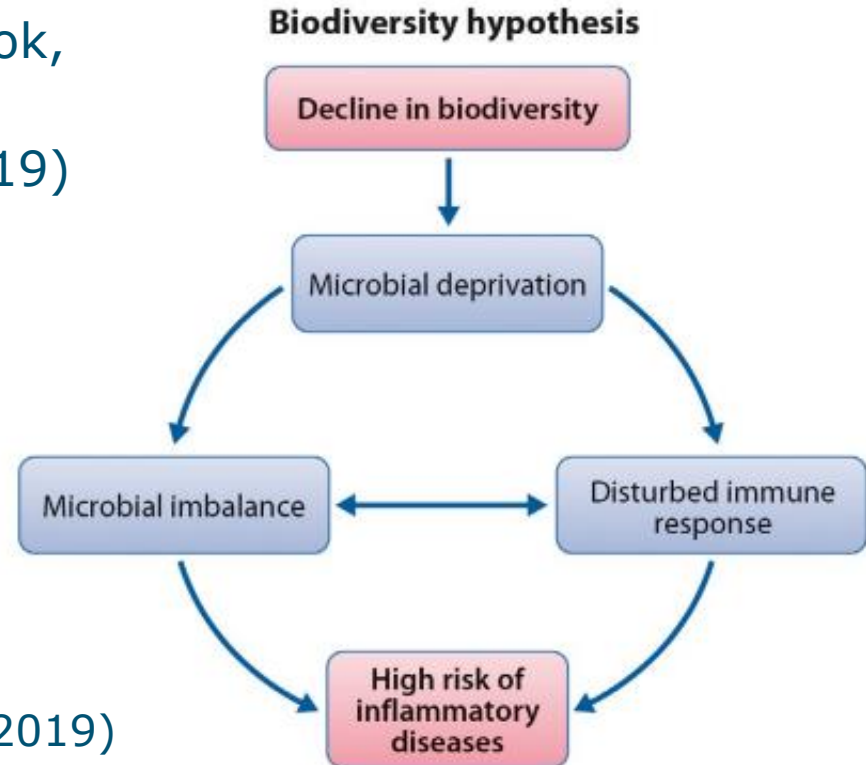 ok,
19)
Biodiversity hypothesis
Decline in biodiversity
Microbial deprivation
Microbial imbalance
Disturbed immune
response
High risk of
inflammatory
diseases
2019)